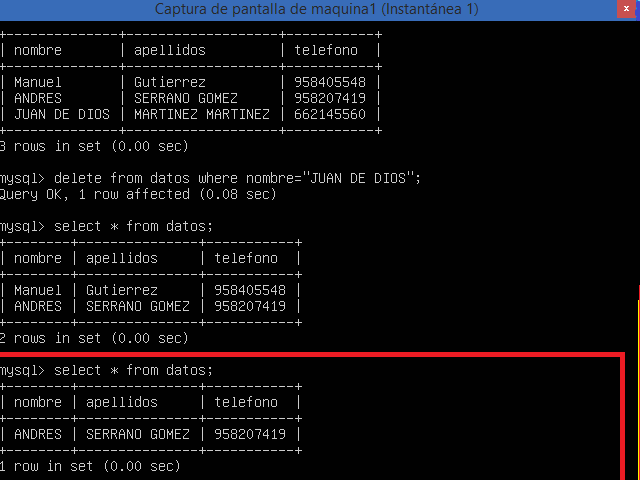 Captura de pantalla de maquina1 (Instantánea 1)
x
+--------------+-------------------+-----------+
| nombre       | apellidos         | telefono  |
+--------------+-------------------+-----------+
| Manuel       | Gutierrez         | 958405548 |
| ANDRES       | SERRANO GOMEZ     | 958207419 |
| JUAN DE DIOS | MARTINEZ MARTINEZ | 662145560 |
+--------------+-------------------+-----------+
3 rows in set (0.00 sec)
mysql> delete from datos where nombre="JUAN DE DIOS";
Query OK, 1 row affected (0.08 sec)
mysql> select * from datos;
+--------+---------------+-----------+
| nombre | apellidos     | telefono  |
+--------+---------------+-----------+
| Manuel | Gutierrez     | 958405548 |
| ANDRES | SERRANO GOMEZ | 958207419 |
+--------+---------------+-----------+
2 rows in set (0.00 sec)
mysql> select * from datos;
+--------+---------------+-----------+
| nombre | apellidos     | telefono  |
+--------+---------------+-----------+
| ANDRES | SERRANO GOMEZ | 958207419 |
+--------+---------------+-----------+
1 row in set (0.00 sec)